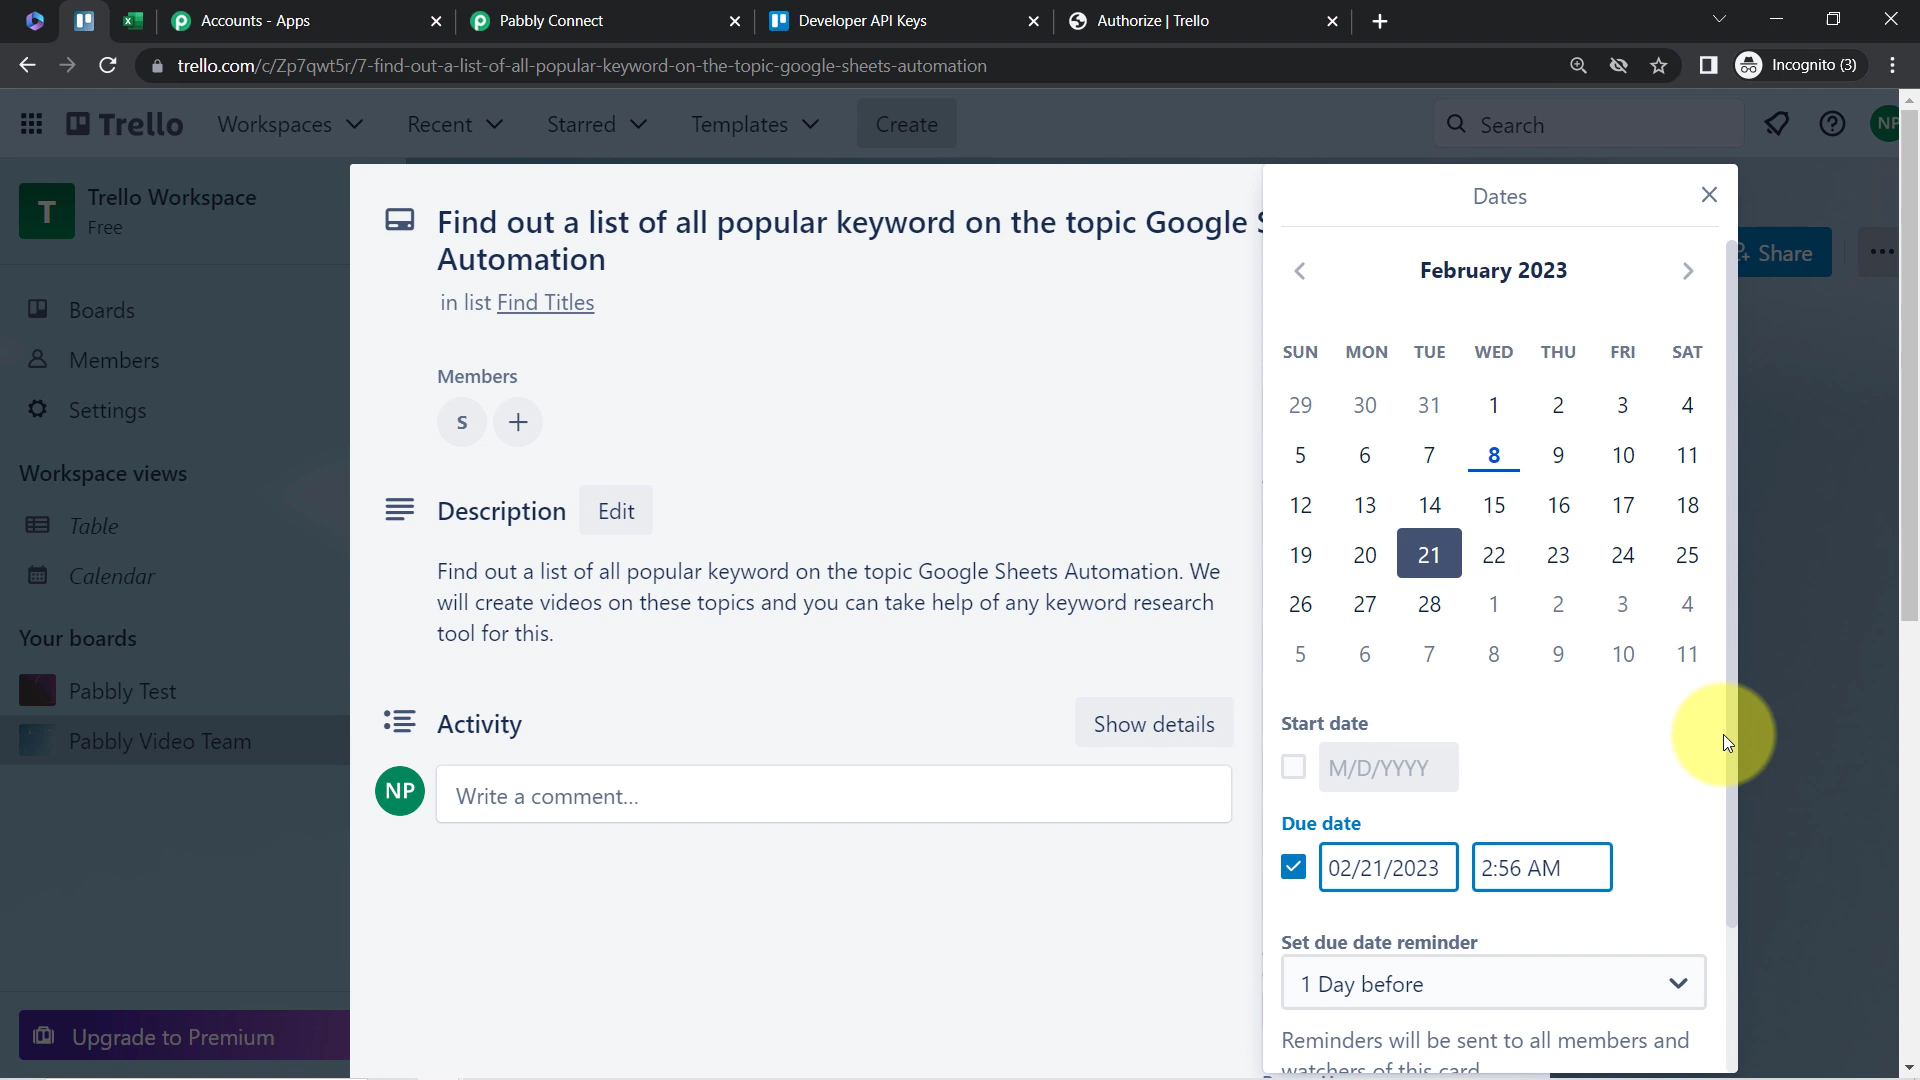 Accounts - Apps
Pabbly Connect
Developer API Keys
Authorize | Trello
trello.com/c/Zp7qwt5r/7-find-out-a-list-of-all-popular-keyword-on-the-topic-google-sheets-automation
Incognito (3)
Trello
Workspaces
Recent
Starred
Templates
Create
Search
NP
T
Trello Workspace
Free
Share
Boards
Members
Settings
Workspace views
Table
Calendar
Your boards
Pabbly Test
Pabbly Video Team
Upgrade to Premium
Find out a list of all popular keyword on the topic Google S
Automation
in list Find Titles
Members
S
Description
Edit
Find out a list of all popular keyword on the topic Google Sheets Automation. We
will create videos on these topics and you can take help of any keyword research
tool for this.
Activity
Show details
NP
Write a comment...
Dates
February 2023
SUN MON TUE WED THU FRI SAT
29 30 31 1 2 3 4
5 6 7 8 9 10 11
12 13 14 15 16 17 18
19 20 21 22 23 24 25
26 27 28 1 2 3 4
5 6 7 8 9 10 11
Start date
M/D/YYYY
Due date
02/21/2023
2:56 AM
Set due date reminder
1 Day before
Reminders will be sent to all members and
watchers of this card